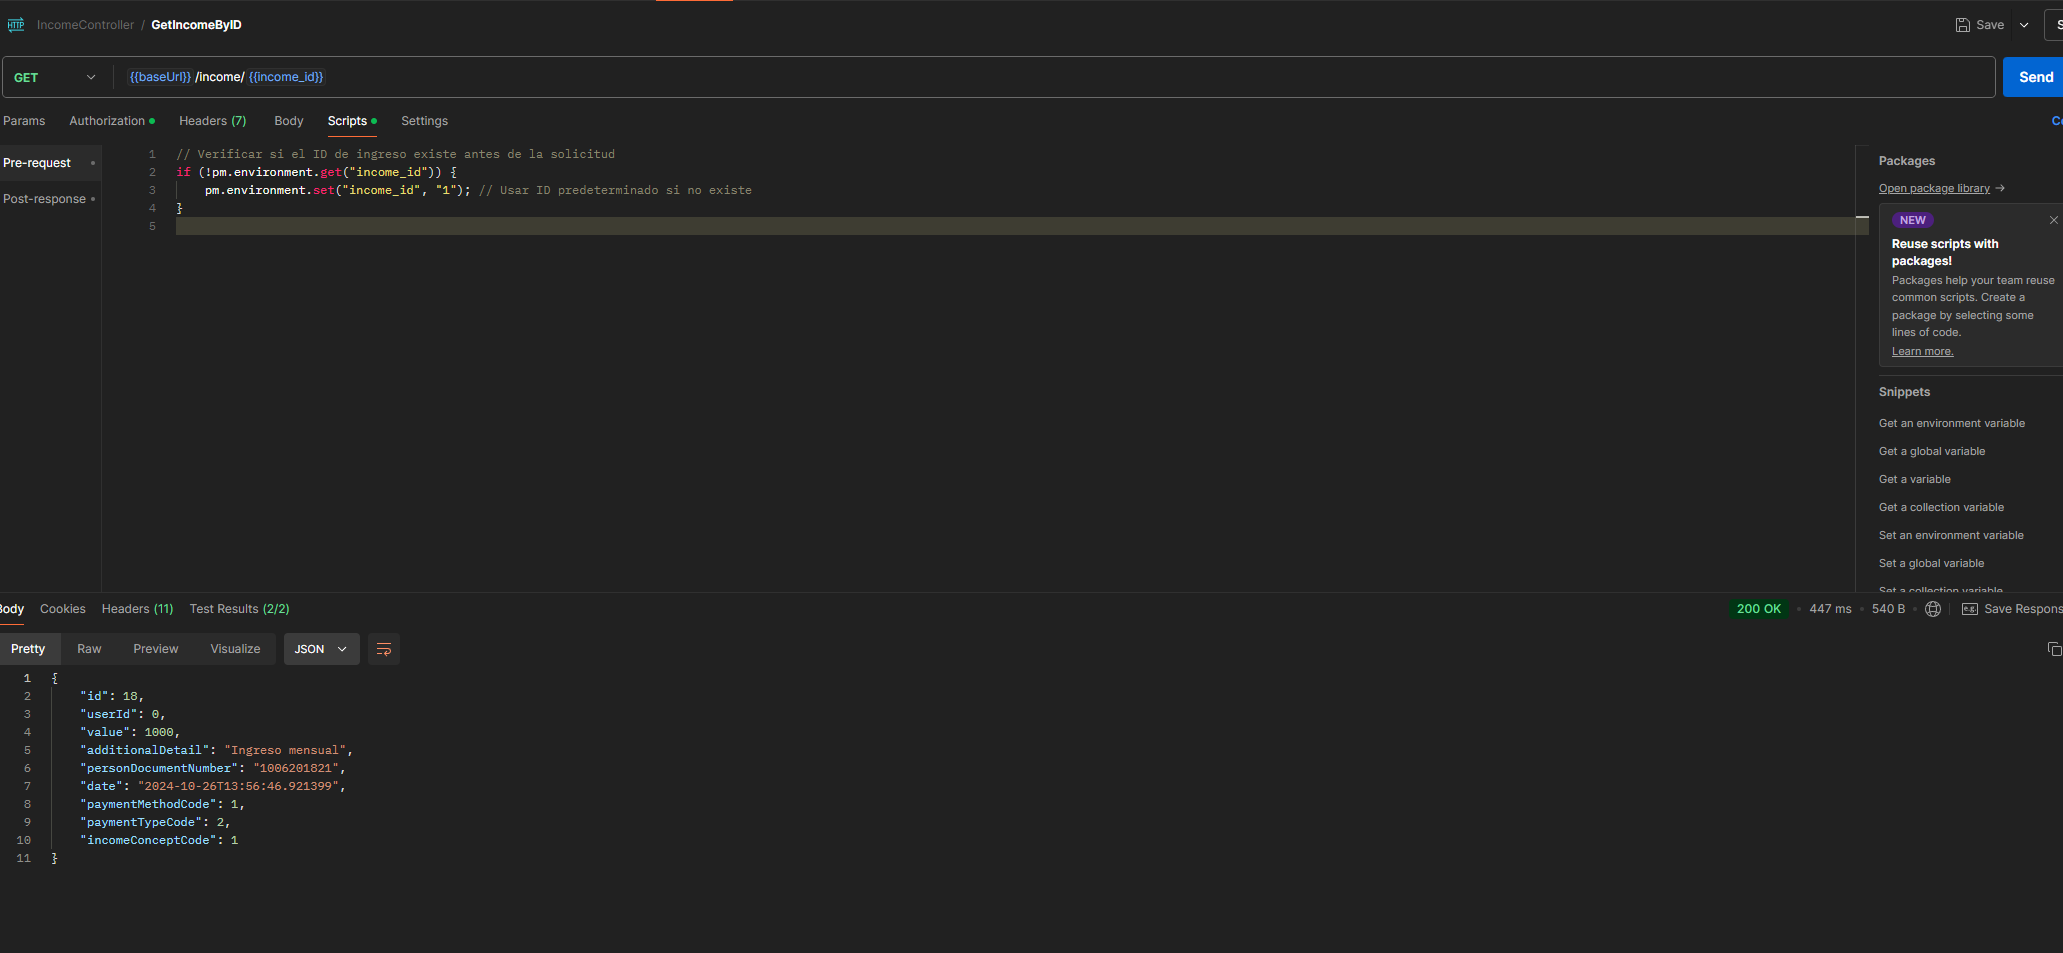 HTTP IncomeController / GetIncomeByID
Save
GET {{baseUrl}} /income/ {{income_id}}
Send
Params Authorization Headers (7) Body Scripts Settings
Pre-request
Post-response
1 // Verificar si el ID de ingreso existe antes de la solicitud
2 if (!pm.environment.get("income_id")) {
3 pm.environment.set("income_id", "1"); // Usar ID predeterminado si no existe
4 }
5
Packages
Open package library →
NEW
Reuse scripts with
packages!
Packages help your team reuse
common scripts. Create a
package by selecting some
lines of code.
Learn more.
Snippets
Get an environment variable
Get a global variable
Get a variable
Get a collection variable
Set an environment variable
Set a global variable
Set a collection variable
Body Cookies Headers (11) Test Results (2/2)
200 OK • 447 ms • 540 B • e.g. Save Respons
Pretty Raw Preview Visualize JSON
1 {
2 "id": 18,
3 "userId": 0,
4 "value": 1000,
5 "additionalDetail": "Ingreso mensual",
6 "personDocumentNumber": "1006201821",
7 "date": "2024-10-26T13:56:46.921399",
8 "paymentMethodCode": 1,
9 "paymentTypeCode": 2,
10 "incomeConceptCode": 1
11 }